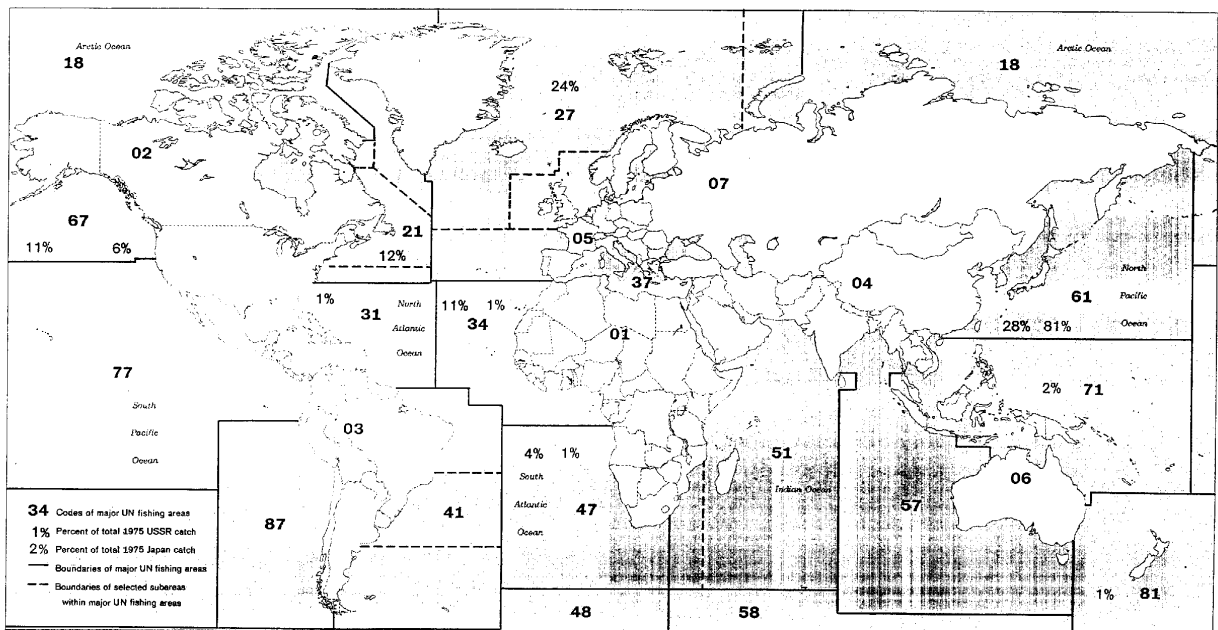 Arctic Ocean
18
Arctic Ocean
18
24%
27
02
07
67
11% 6%
21
12%
05
37
04
1%
31
North
Atlantic
Ocean
11% 1%
34
01
North
61
Pacific
28% 81%
Ocean
77
South
Pacific
Ocean
2% 71
03
4% 1%
South
Atlantic
Ocean
47
51
Indian Ocean
57
06
87
41
48
58
1% 81
34 Codes of major UN fishing areas
1% Percent of total 1975 USSR catch
2% Percent of total 1975 Japan catch
Boundaries of major UN fishing areas
Boundaries of selected subareas
within major UN fishing areas